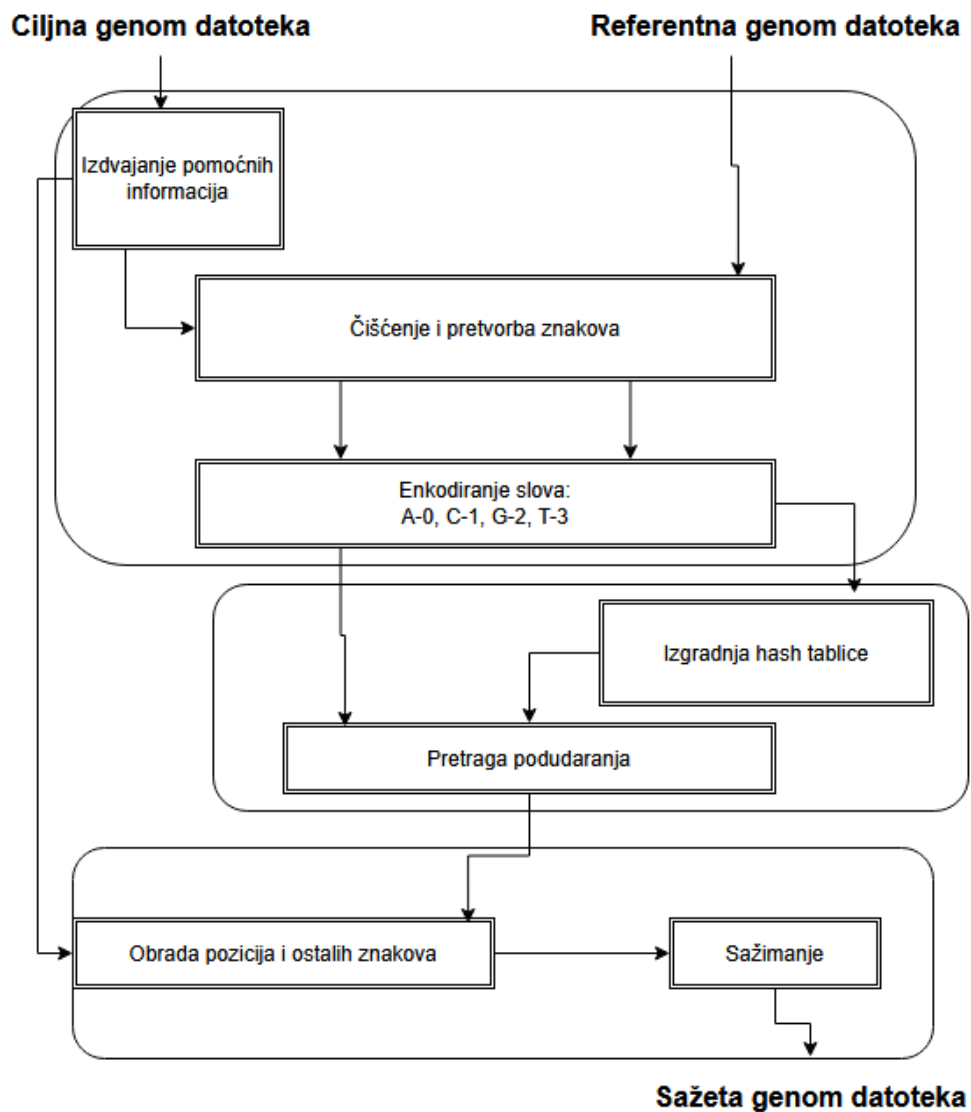 Ciljna genom datoteka
Referentna genom datoteka
Izdvajanje pomoćnih
informacija
Čišćenje i pretvorba znakova
Enkodiranje slova:
A-0, C-1, G-2, T-3
Izgradnja hash tablice
Pretraga podudaranja
Obrada pozicija i ostalih znakova
Sažimanje
Sažeta genom datoteka